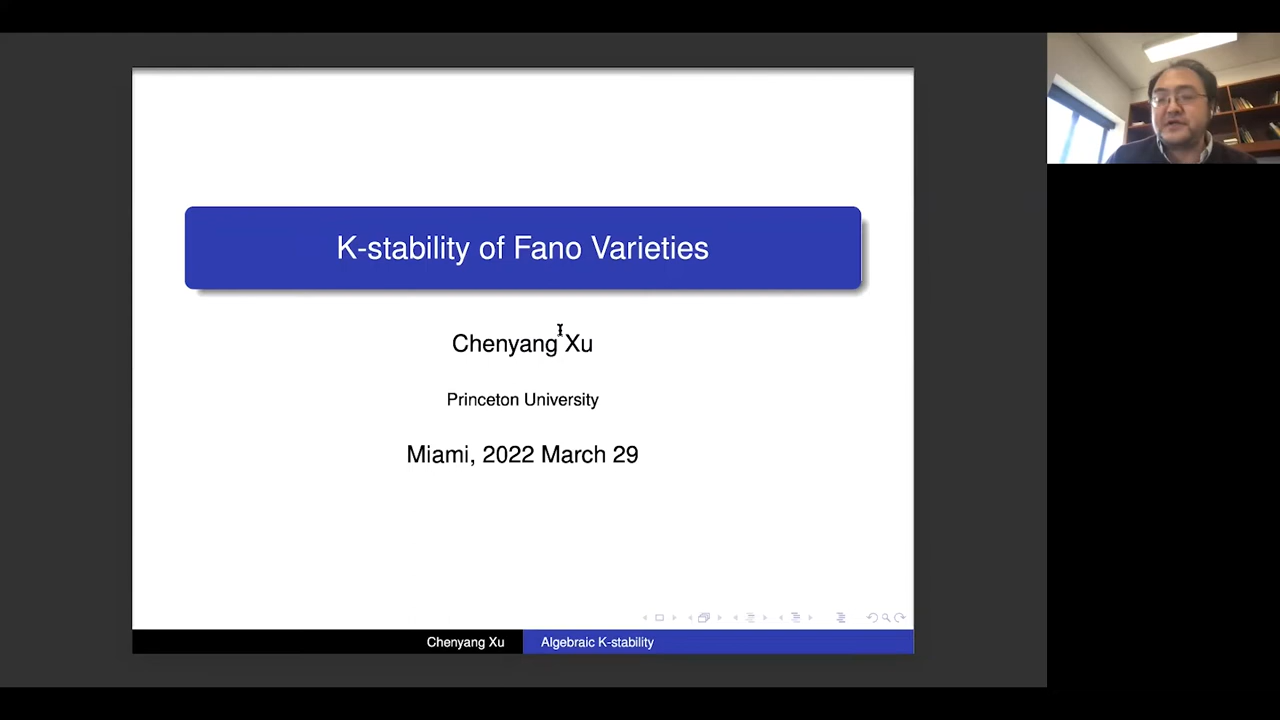 K-stability of Fano Varieties
Chenyang Xu
Princeton University
Miami, 2022 March 29
Chenyang Xu
Algebraic K-stability